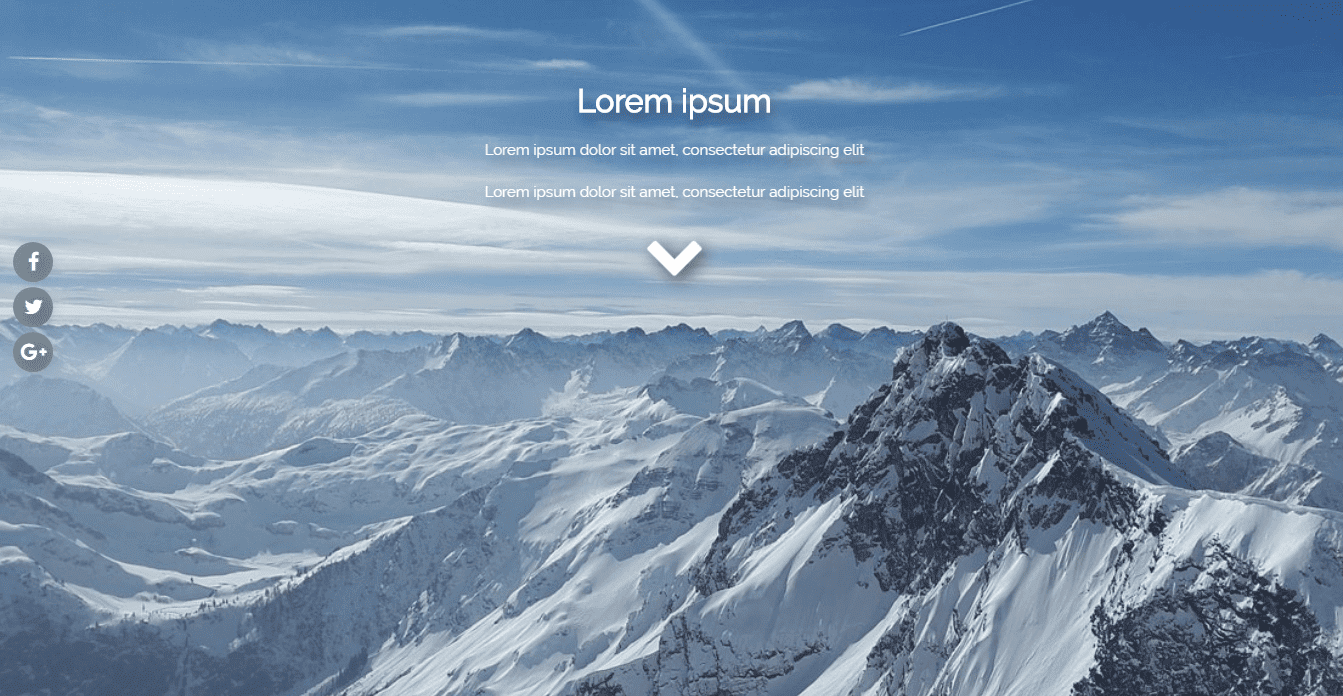 Lorem ipsum
Lorem ipsum dolor sit amet, consectetur adipiscing elit
Lorem ipsum dolor sit amet, consectetur adipiscing elit
f
G+